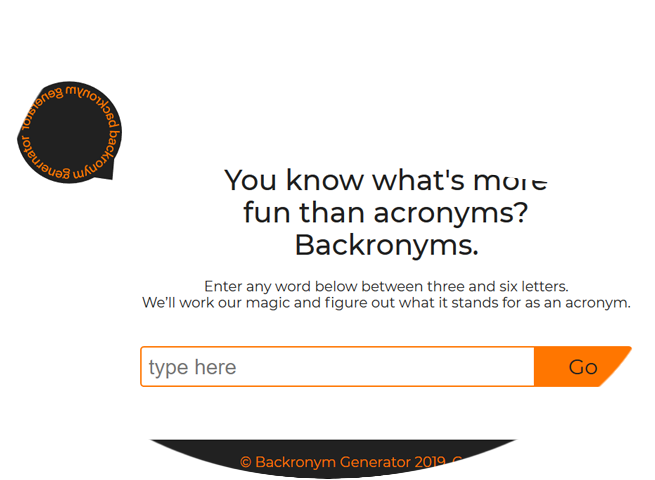 backronym generator
backronym genernator
You know what's more
fun than acronyms?
Backronyms.
Enter any word below between three and six letters.
We'll work our magic and figure out what it stands for as an acronym.
type here
Go
© Backronym Generator 2019.